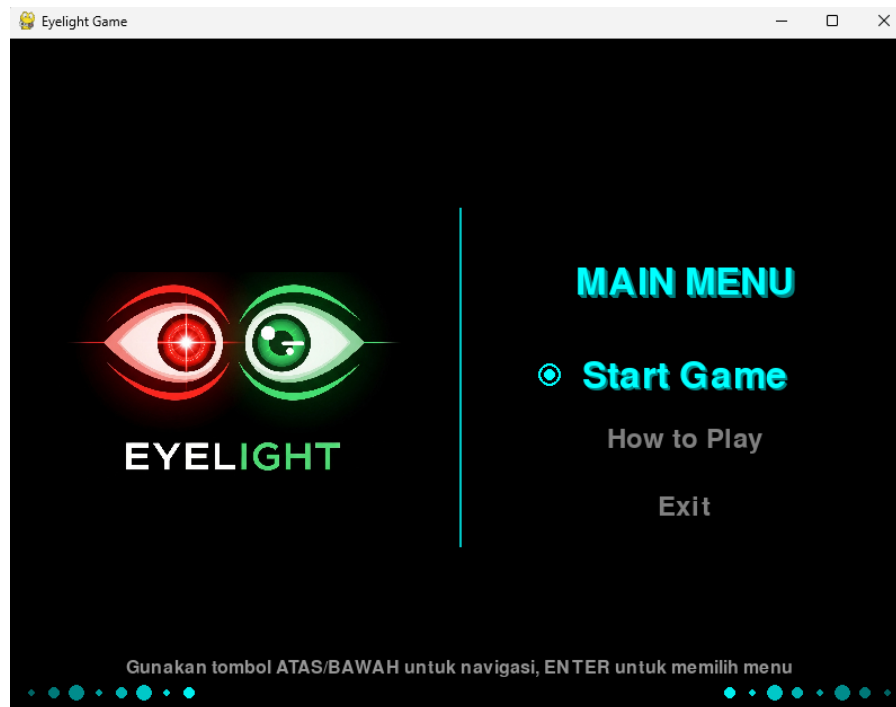 Eyelight Game
EYELIGHT
MAIN MENU
Start Game
How to Play
Exit
Gunakan tombol ATAS/BAWAH untuk navigasi, ENTER untuk memilih menu